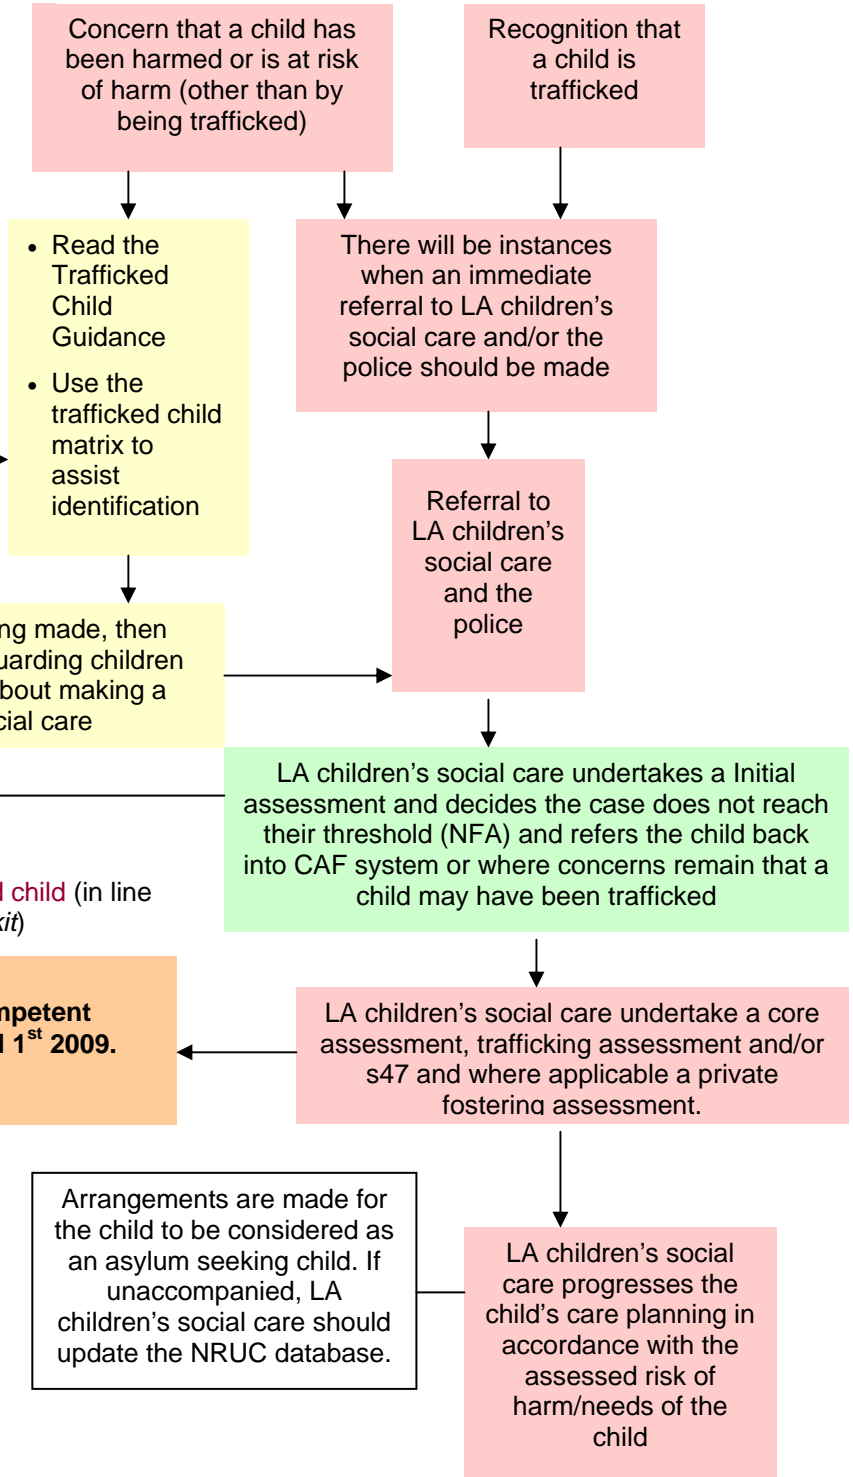 Concern that a child has
been harmed or is at risk
of harm (other than by
being trafficked)
Recognition that
a child is
trafficked
• Read the
Trafficked
Child
Guidance
• Use the
trafficked child
matrix to
assist
identification
There will be instances
when an immediate
referral to LA children’s
social care and/or the
police should be made
Referral to
LA children’s
social care
and the
police
ng made, then
uarding children
bout making a
cial care
LA children’s social care undertakes a Initial
assessment and decides the case does not reach
their threshold (NFA) and refers the child back
into CAF system or where concerns remain that a
child may have been trafficked
d child (in line
kit)
mpetent
l 1st 2009.
LA children’s social care undertake a core
assessment, trafficking assessment and/or
s47 and where applicable a private
fostering assessment.
Arrangements are made for
the child to be considered as
an asylum seeking child. If
unaccompanied, LA
children’s social care should
update the NRUC database.
LA children’s social
care progresses the
child’s care planning in
accordance with the
assessed risk of
harm/needs of the
child